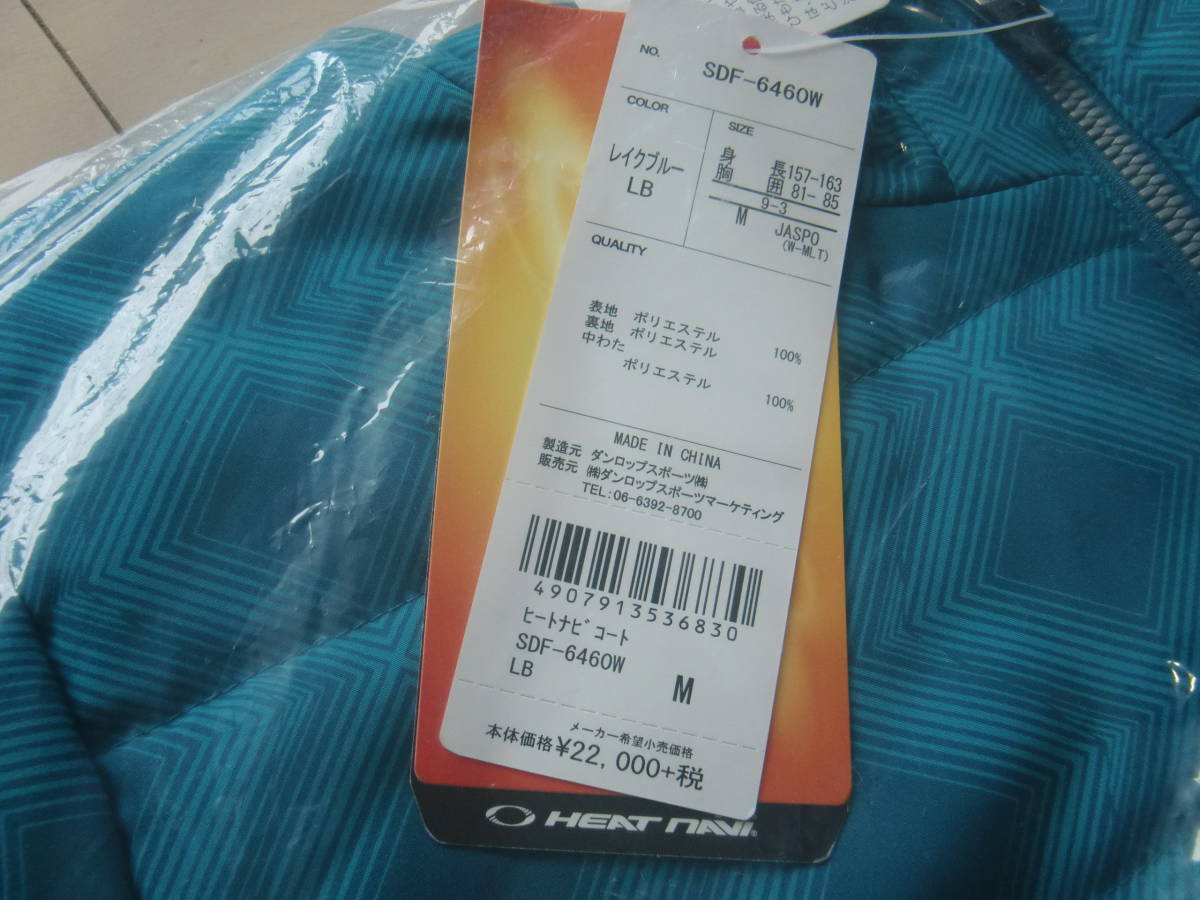 NO.
SDF-6460W
COLOR
レイクブルー
LB
SIZE
身 長157-163
胸 囲 81- 85
9-3
M JASPO
(W-MLT)
QUALITY
表地 ポリエステル 100%
裏地 ポリエステル
中わた
ポリエステル 100%
MADE IN CHINA
製造元 ダンロップスポーツ㈱
販売元 ㈱ダンロップスポーツマーケティング
TEL:06-6392-8700
4907913536830
ﾋｰﾄﾅﾋﾞｺｰﾄ
SDF-6460W
LB M
メーカー希望小売価格
本体価格¥22,000+税
HEAT NAVI